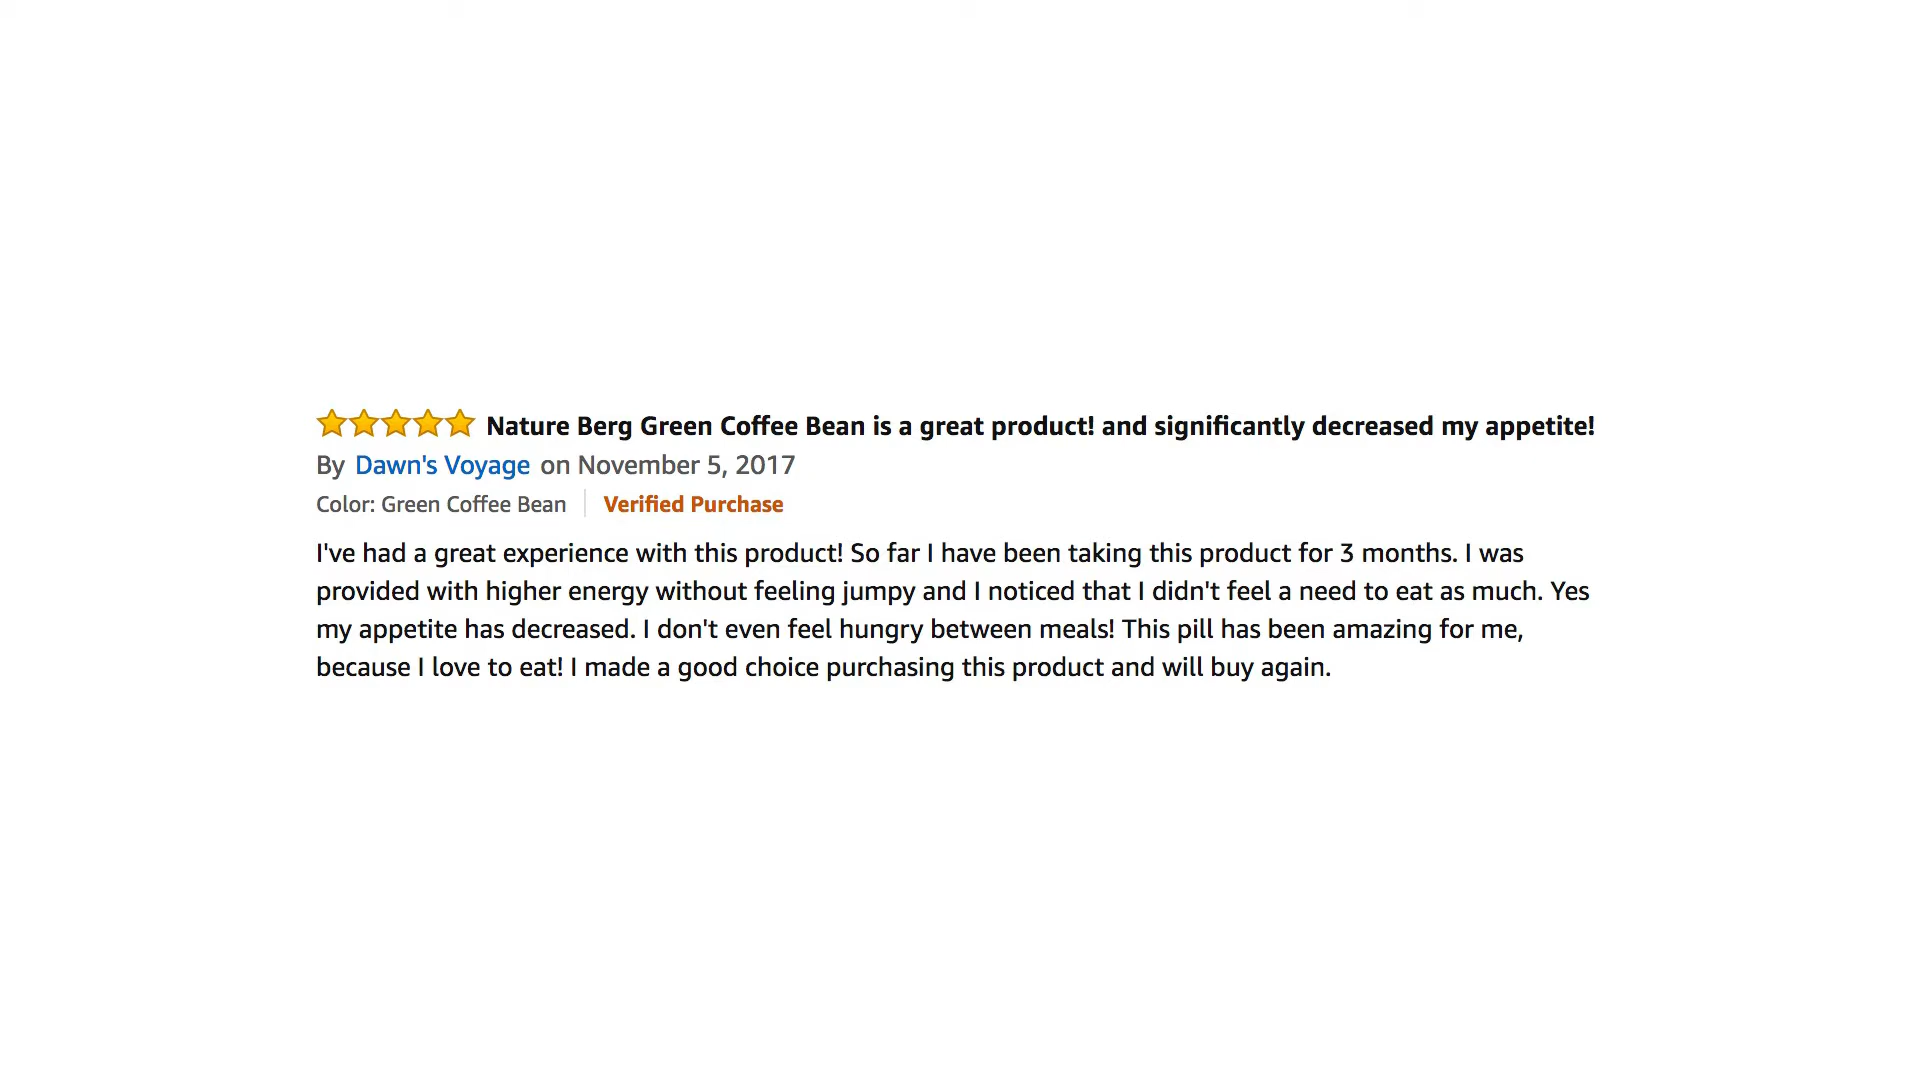 Nature Berg Green Coffee Bean is a great product! and significantly decreased my appetite!
By Dawn's Voyage on November 5, 2017
Color: Green Coffee Bean Verified Purchase
I've had a great experience with this product! So far I have been taking this product for 3 months. I was
provided with higher energy without feeling jumpy and I noticed that I didn't feel a need to eat as much. Yes
my appetite has decreased. I don't even feel hungry between meals! This pill has been amazing for me,
because I love to eat! I made a good choice purchasing this product and will buy again.